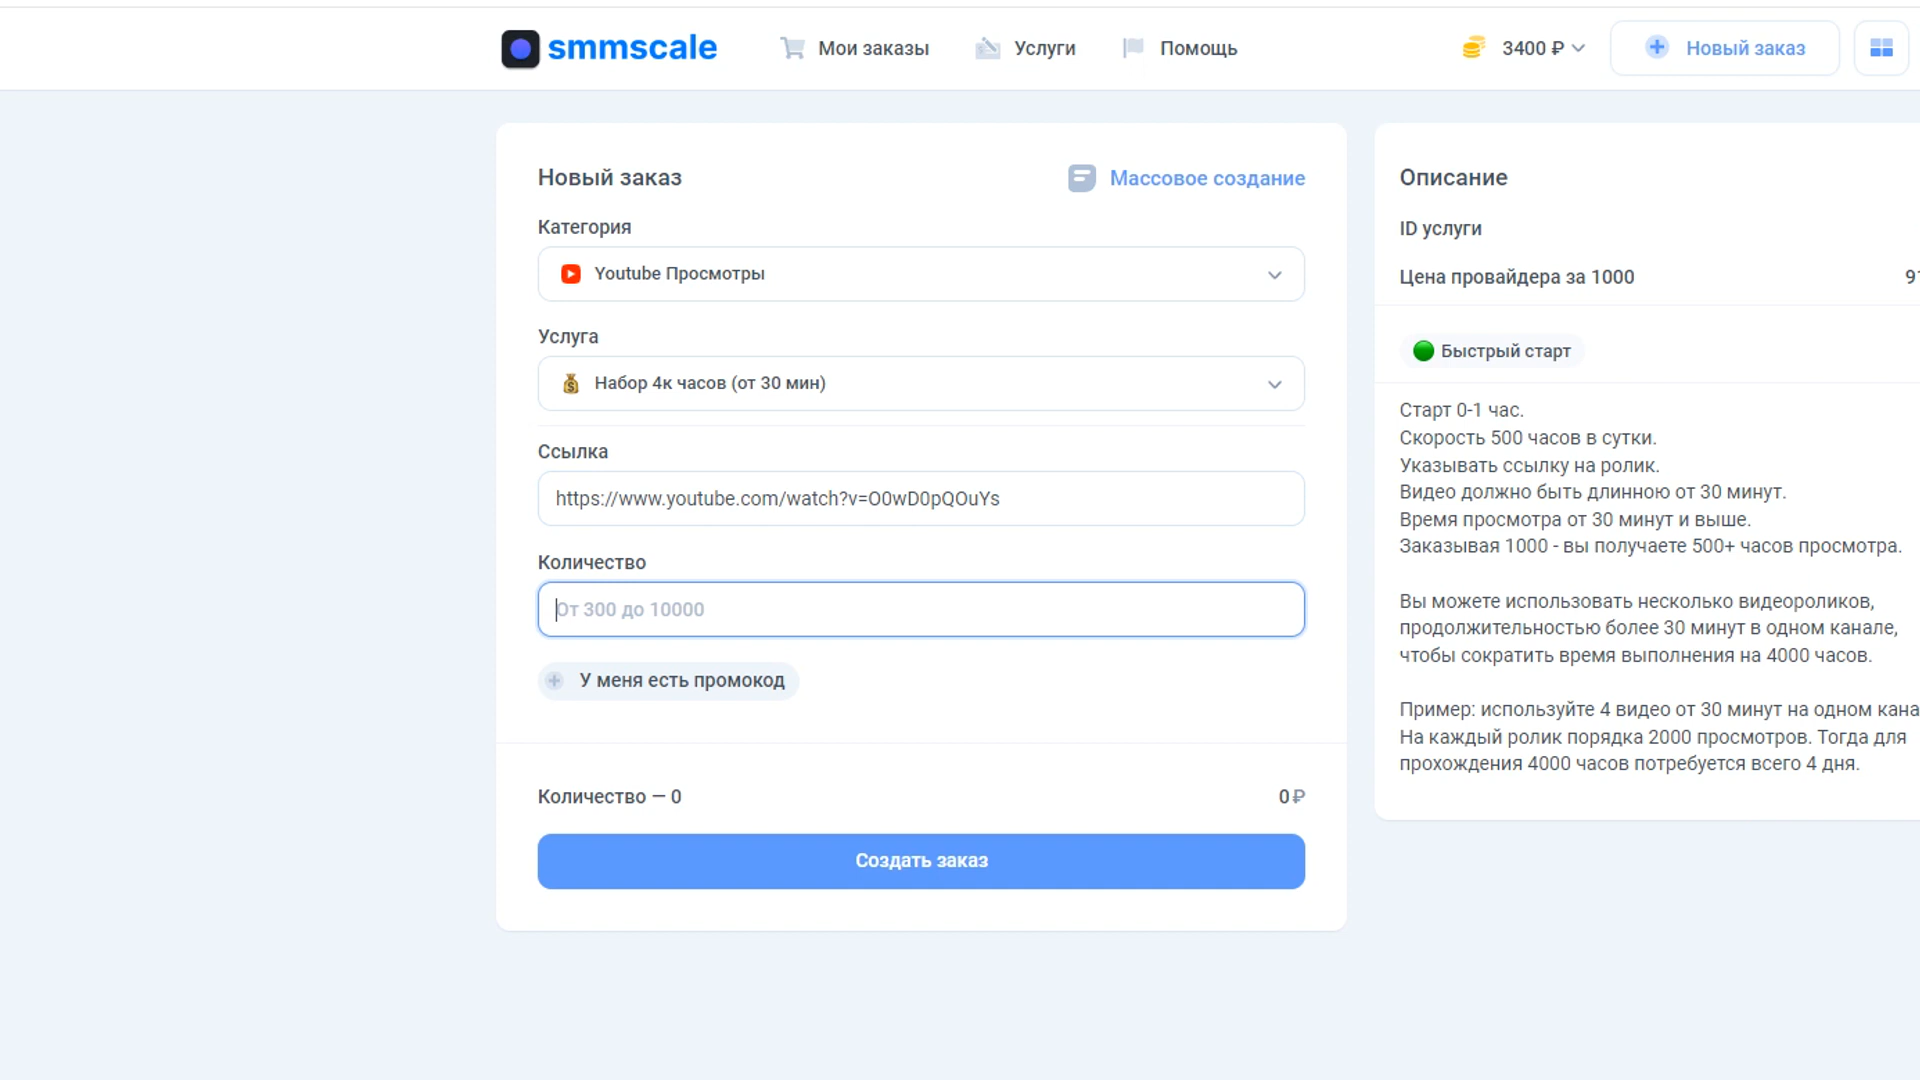 smmscale
Мои заказы
Услуги
Помощь
3400 ₽
Новый заказ
Новый заказ
Массовое создание
Категория
Youtube Просмотры
Услуга
Набор 4к часов (от 30 мин)
Ссылка
https://www.youtube.com/watch?v=O0wD0pQOuYs
Количество
От 300 до 10000
У меня есть промокод
Количество — 0
0 ₽
Создать заказ
Описание
ID услуги
Цена провайдера за 1000
Быстрый старт
Старт 0-1 час.
Скорость 500 часов в сутки.
Указывать ссылку на ролик.
Видео должно быть длинною от 30 минут.
Время просмотра от 30 минут и выше.
Заказывая 1000 - вы получаете 500+ часов просмотра.
Вы можете использовать несколько видеороликов,
продолжительностью более 30 минут в одном канале,
чтобы сократить время выполнения на 4000 часов.
Пример: используйте 4 видео от 30 минут на одном кана
На каждый ролик порядка 2000 просмотров. Тогда для
прохождения 4000 часов потребуется всего 4 дня.